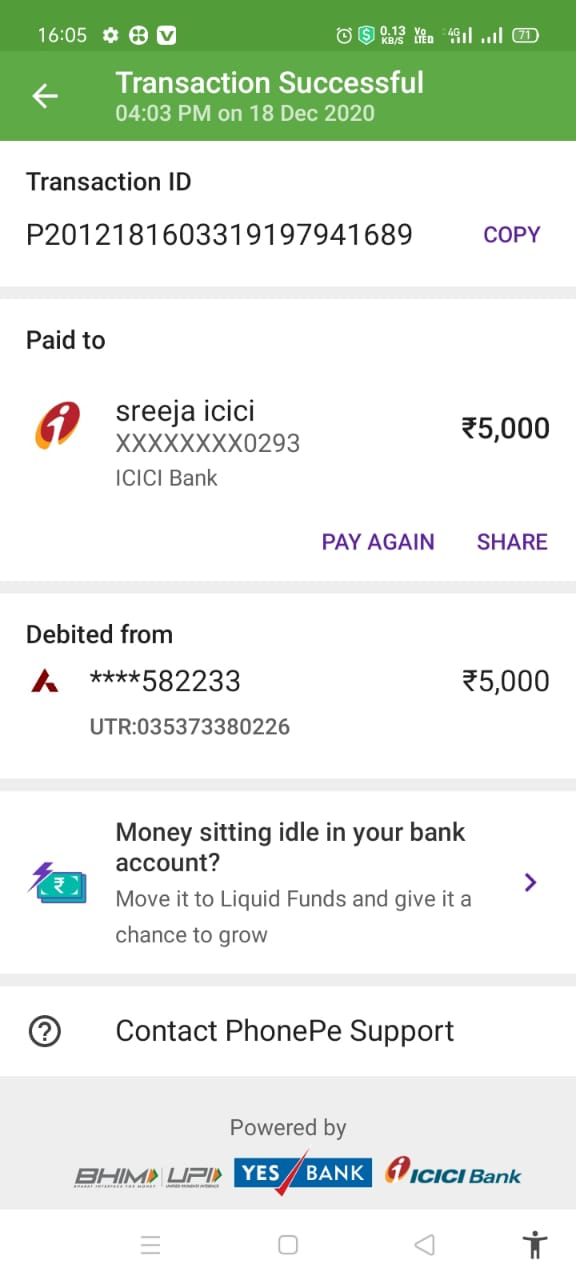 16:05
0.13 KB/S
4G
71
Transaction Successful
04:03 PM on 18 Dec 2020
Transaction ID
P2012181603319197941689
COPY
Paid to
sreeja icici
₹5,000
XXXXXXXX0293
ICICI Bank
PAY AGAIN
SHARE
Debited from
****582233
₹5,000
UTR:035373380226
Money sitting idle in your bank
account?
Move it to Liquid Funds and give it a
chance to grow
Contact PhonePe Support
Powered by
BHIM UPI YES BANK ICICI Bank